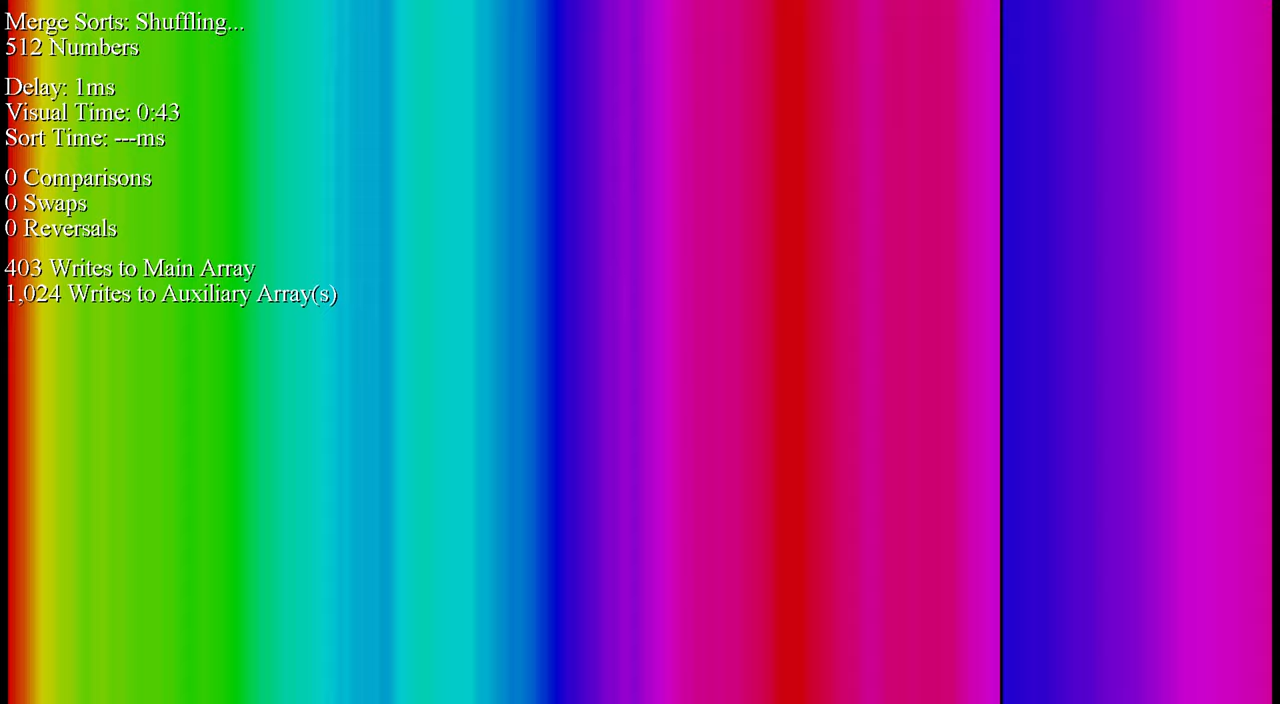 Merge Sorts: Shuffling...
512 Numbers
Delay: 1ms
Visual Time: 0:43
Sort Time: ---ms
0 Comparisons
0 Swaps
0 Reversals
403 Writes to Main Array
1,024 Writes to Auxiliary Array(s)